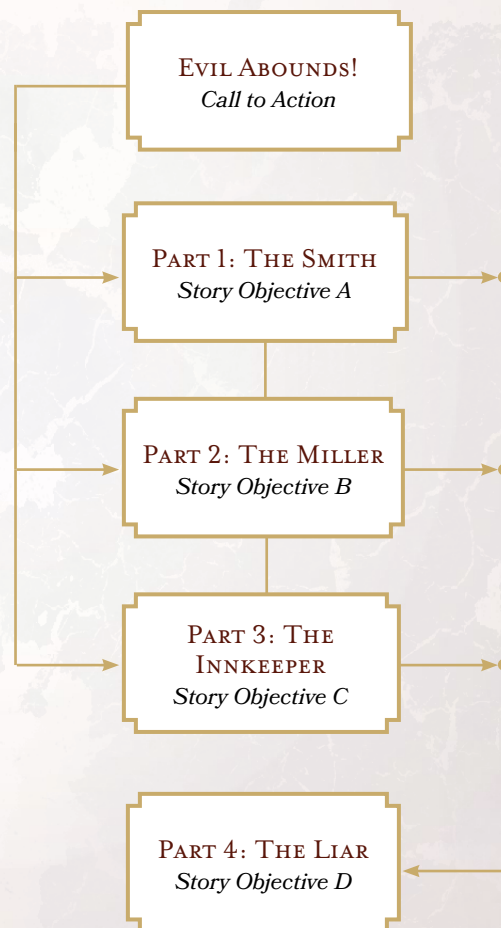 Evil Abounds!
Call to Action
Part 1: The Smith
Story Objective A
Part 2: The Miller
Story Objective B
Part 3: The
Innkeeper
Story Objective C
Part 4: The Liar
Story Objective D